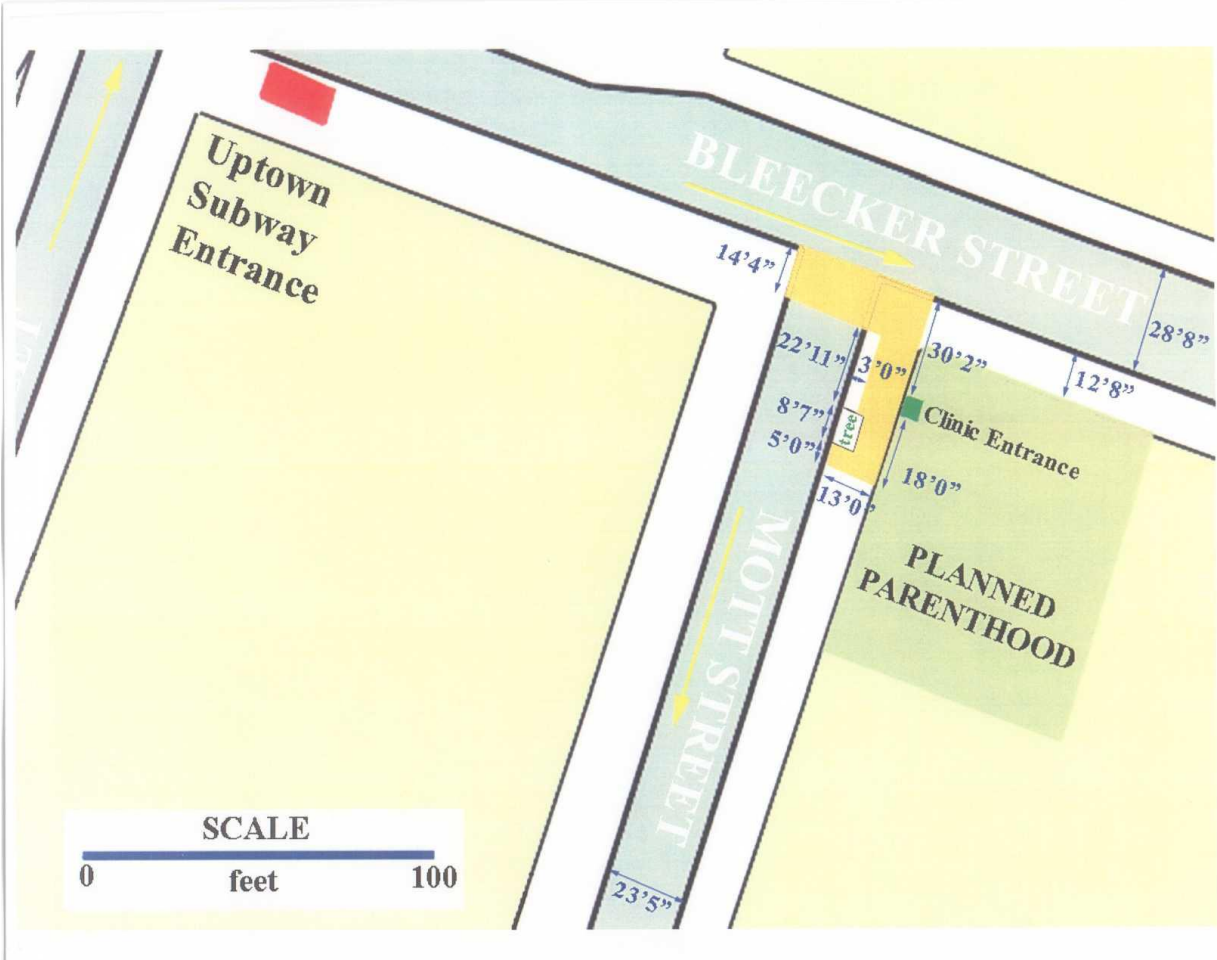 Uptown
Subway
Entrance
BLEECKER STREET
14’4”
28’8”
22’11”
3’0”
30’2”
12’8”
8’7”
tree
Clinic Entrance
5’0”
18’0”
13’0”
MOTT STREET
PLANNED
PARENTHOOD
SCALE
0 feet 100
23’5”